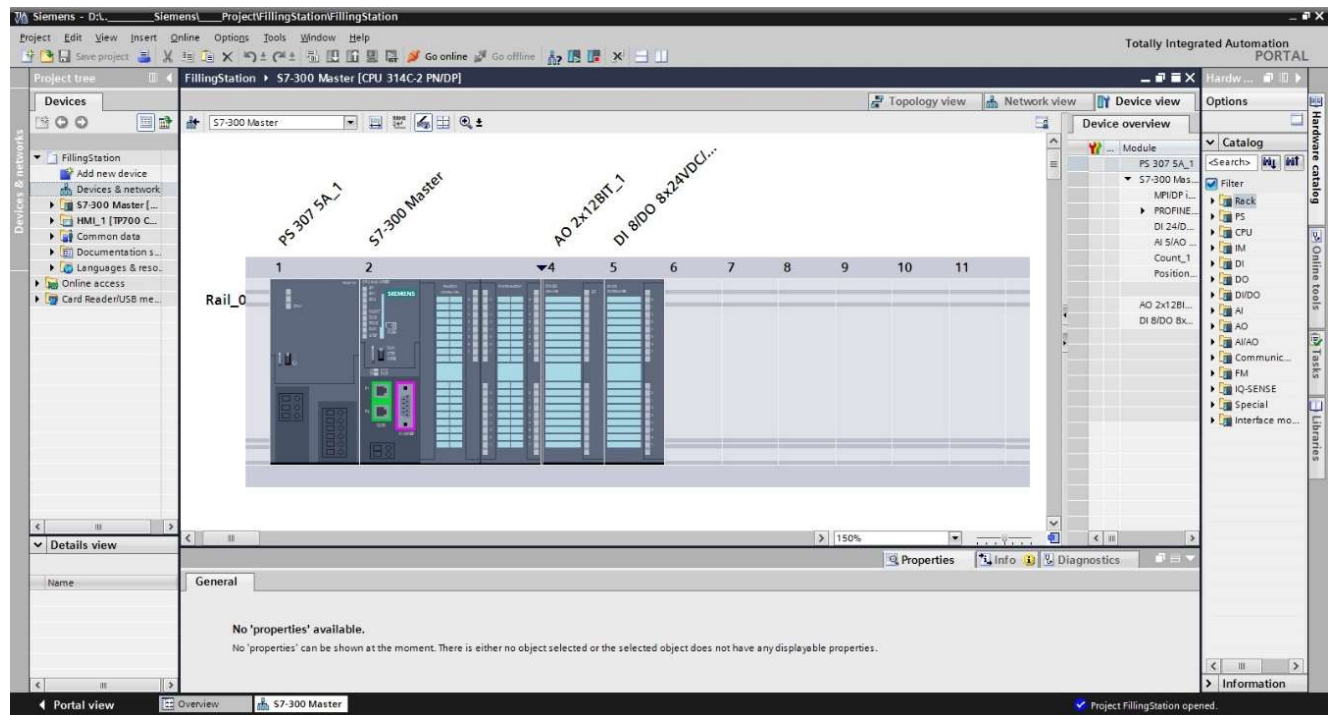 Siemens - D:\.________Siemens\____Project\FillingStation\FillingStation
Project Edit View Insert Online Options Tools Window Help
Totally Integrated Automation
PORTAL
Save project
Go online
Go offline
Project tree
FillingStation ▸ S7-300 Master [CPU 314C-2 PN/DP]
Hardw...
Devices
Topology view
Network view
Device view
Options
S7-300 Master
Device overview
FillingStation
Add new device
Devices & network
S7-300 Master [...
HMI_1 [TP700 C...
Common data
Documentation s...
Languages & reso..
Online access
Card Reader/USB me...
Devices & networks
PS 307 5A_1
S7-300 Master
AO 2x12BIT_1
DI 8/DO 8x24VDC/...
1 2 4 5 6 7 8 9 10 11
Rail_0
SIEMENS
... Module
PS 307 5A_1
S7-300 Mas...
MPI/DP i...
PROFINE...
DI 24/D...
AI 5/AO ...
Count_1
Position...
AO 2x12BI...
DI 8/DO 8x...
Catalog
<Search>
Filter
Rack
PS
CPU
IM
DI
DO
DI/DO
AI
AO
AI/AO
Communic...
FM
IQ-SENSE
Special
Interface mo...
Hardware catalog
Online tools
Tasks
Libraries
150%
Details view
Name
Properties
Info
Diagnostics
General
No 'properties' available.
No 'properties' can be shown at the moment. There is either no object selected or the selected object does not have any displayable properties.
Information
Portal view
Overview
S7-300 Master
Project FillingStation opened.